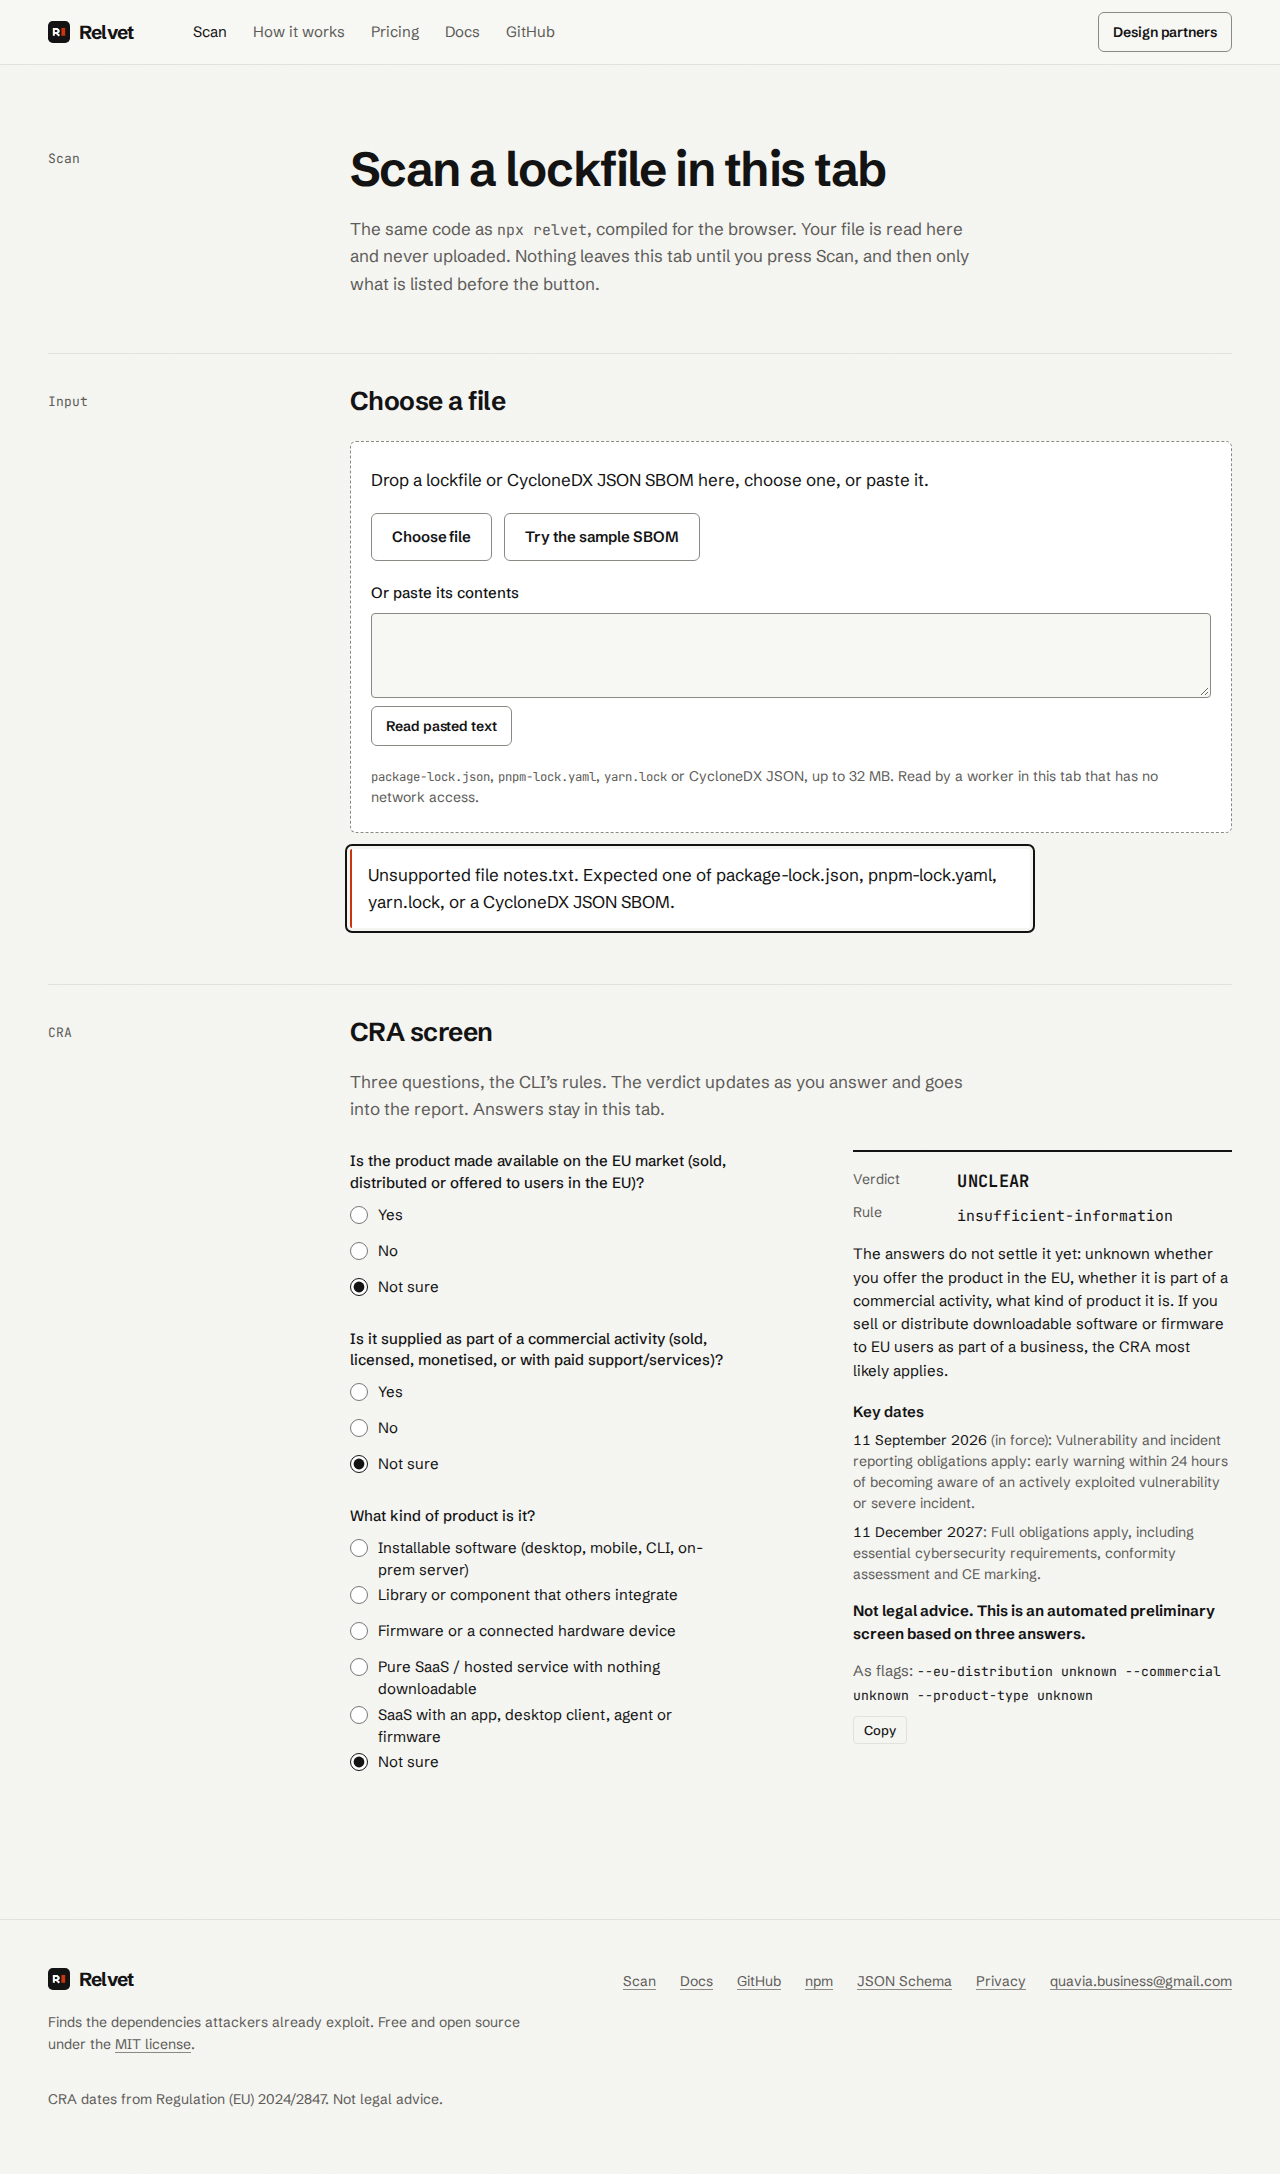 Relvet
Scan
How it works
Pricing
Docs
GitHub
Design partners
Scan
Scan a lockfile in this tab
The same code as npx relvet, compiled for the browser. Your file is read here
and never uploaded. Nothing leaves this tab until you press Scan, and then only
what is listed before the button.
Input
Choose a file
Drop a lockfile or CycloneDX JSON SBOM here, choose one, or paste it.
Choose file
Try the sample SBOM
Or paste its contents
Read pasted text
package-lock.json, pnpm-lock.yaml, yarn.lock or CycloneDX JSON, up to 32 MB. Read by a worker in this tab that has no
network access.
Unsupported file notes.txt. Expected one of package-lock.json, pnpm-lock.yaml,
yarn.lock, or a CycloneDX JSON SBOM.
CRA
CRA screen
Three questions, the CLI’s rules. The verdict updates as you answer and goes
into the report. Answers stay in this tab.
Is the product made available on the EU market (sold,
distributed or offered to users in the EU)?
Yes
No
Not sure
Is it supplied as part of a commercial activity (sold,
licensed, monetised, or with paid support/services)?
Yes
No
Not sure
What kind of product is it?
Installable software (desktop, mobile, CLI, on-
prem server)
Library or component that others integrate
Firmware or a connected hardware device
Pure SaaS / hosted service with nothing
downloadable
SaaS with an app, desktop client, agent or
firmware
Not sure
Verdict UNCLEAR
Rule insufficient-information
The answers do not settle it yet: unknown whether
you offer the product in the EU, whether it is part of a
commercial activity, what kind of product it is. If you
sell or distribute downloadable software or firmware
to EU users as part of a business, the CRA most
likely applies.
Key dates
11 September 2026 (in force): Vulnerability and incident
reporting obligations apply: early warning within 24 hours
of becoming aware of an actively exploited vulnerability
or severe incident.
11 December 2027: Full obligations apply, including
essential cybersecurity requirements, conformity
assessment and CE marking.
Not legal advice. This is an automated preliminary
screen based on three answers.
As flags: --eu-distribution unknown --commercial
unknown --product-type unknown
Copy
Relvet
Scan
Docs
GitHub
npm
JSON Schema
Privacy
quavia.business@gmail.com
Finds the dependencies attackers already exploit. Free and open source
under the MIT license.
CRA dates from Regulation (EU) 2024/2847. Not legal advice.